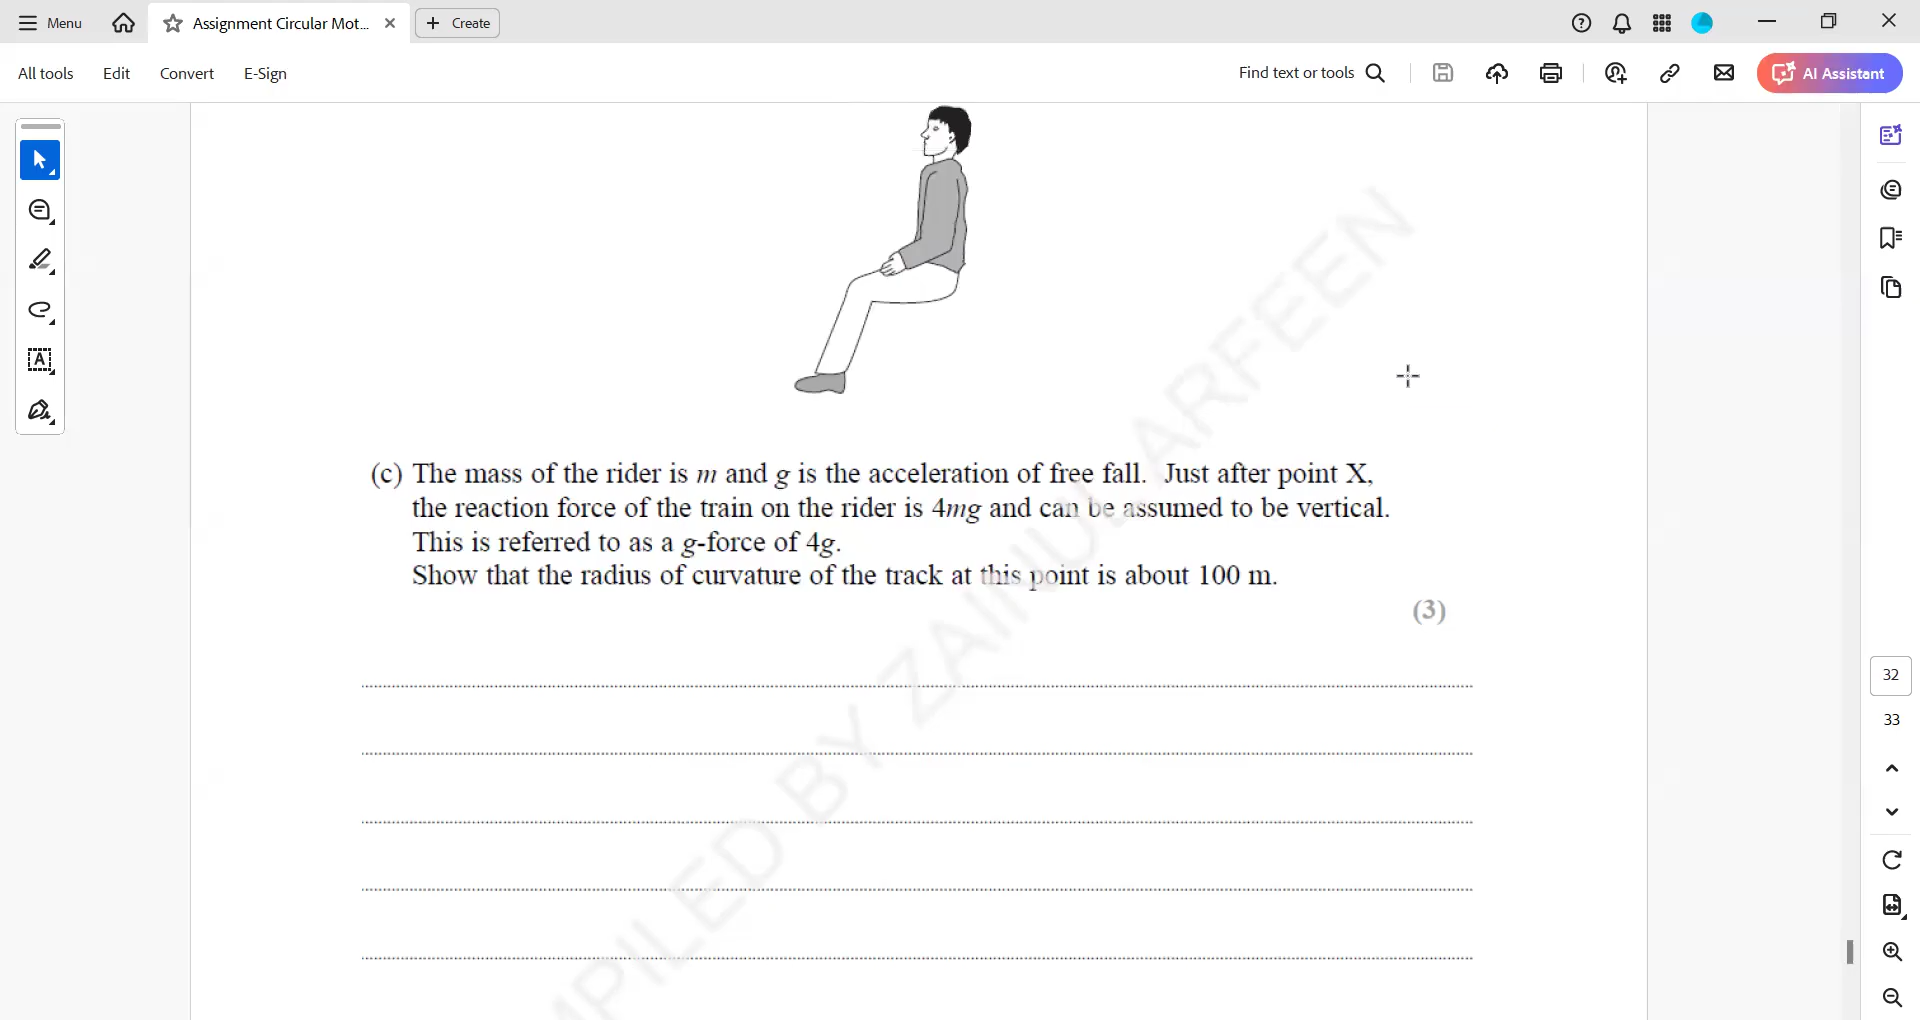 Menu
Assignment Circular Mot...
Create
All tools
Edit
Convert
E-Sign
Find text or tools
AI Assistant
A
(c) The mass of the rider is m and g is the acceleration of free fall. Just after point X,
the reaction force of the train on the rider is 4mg and can be assumed to be vertical.
This is referred to as a g-force of 4g.
Show that the radius of curvature of the track at this point is about 100 m.
(3)
MPILED BY ZAINUL ARFEEN
32
33